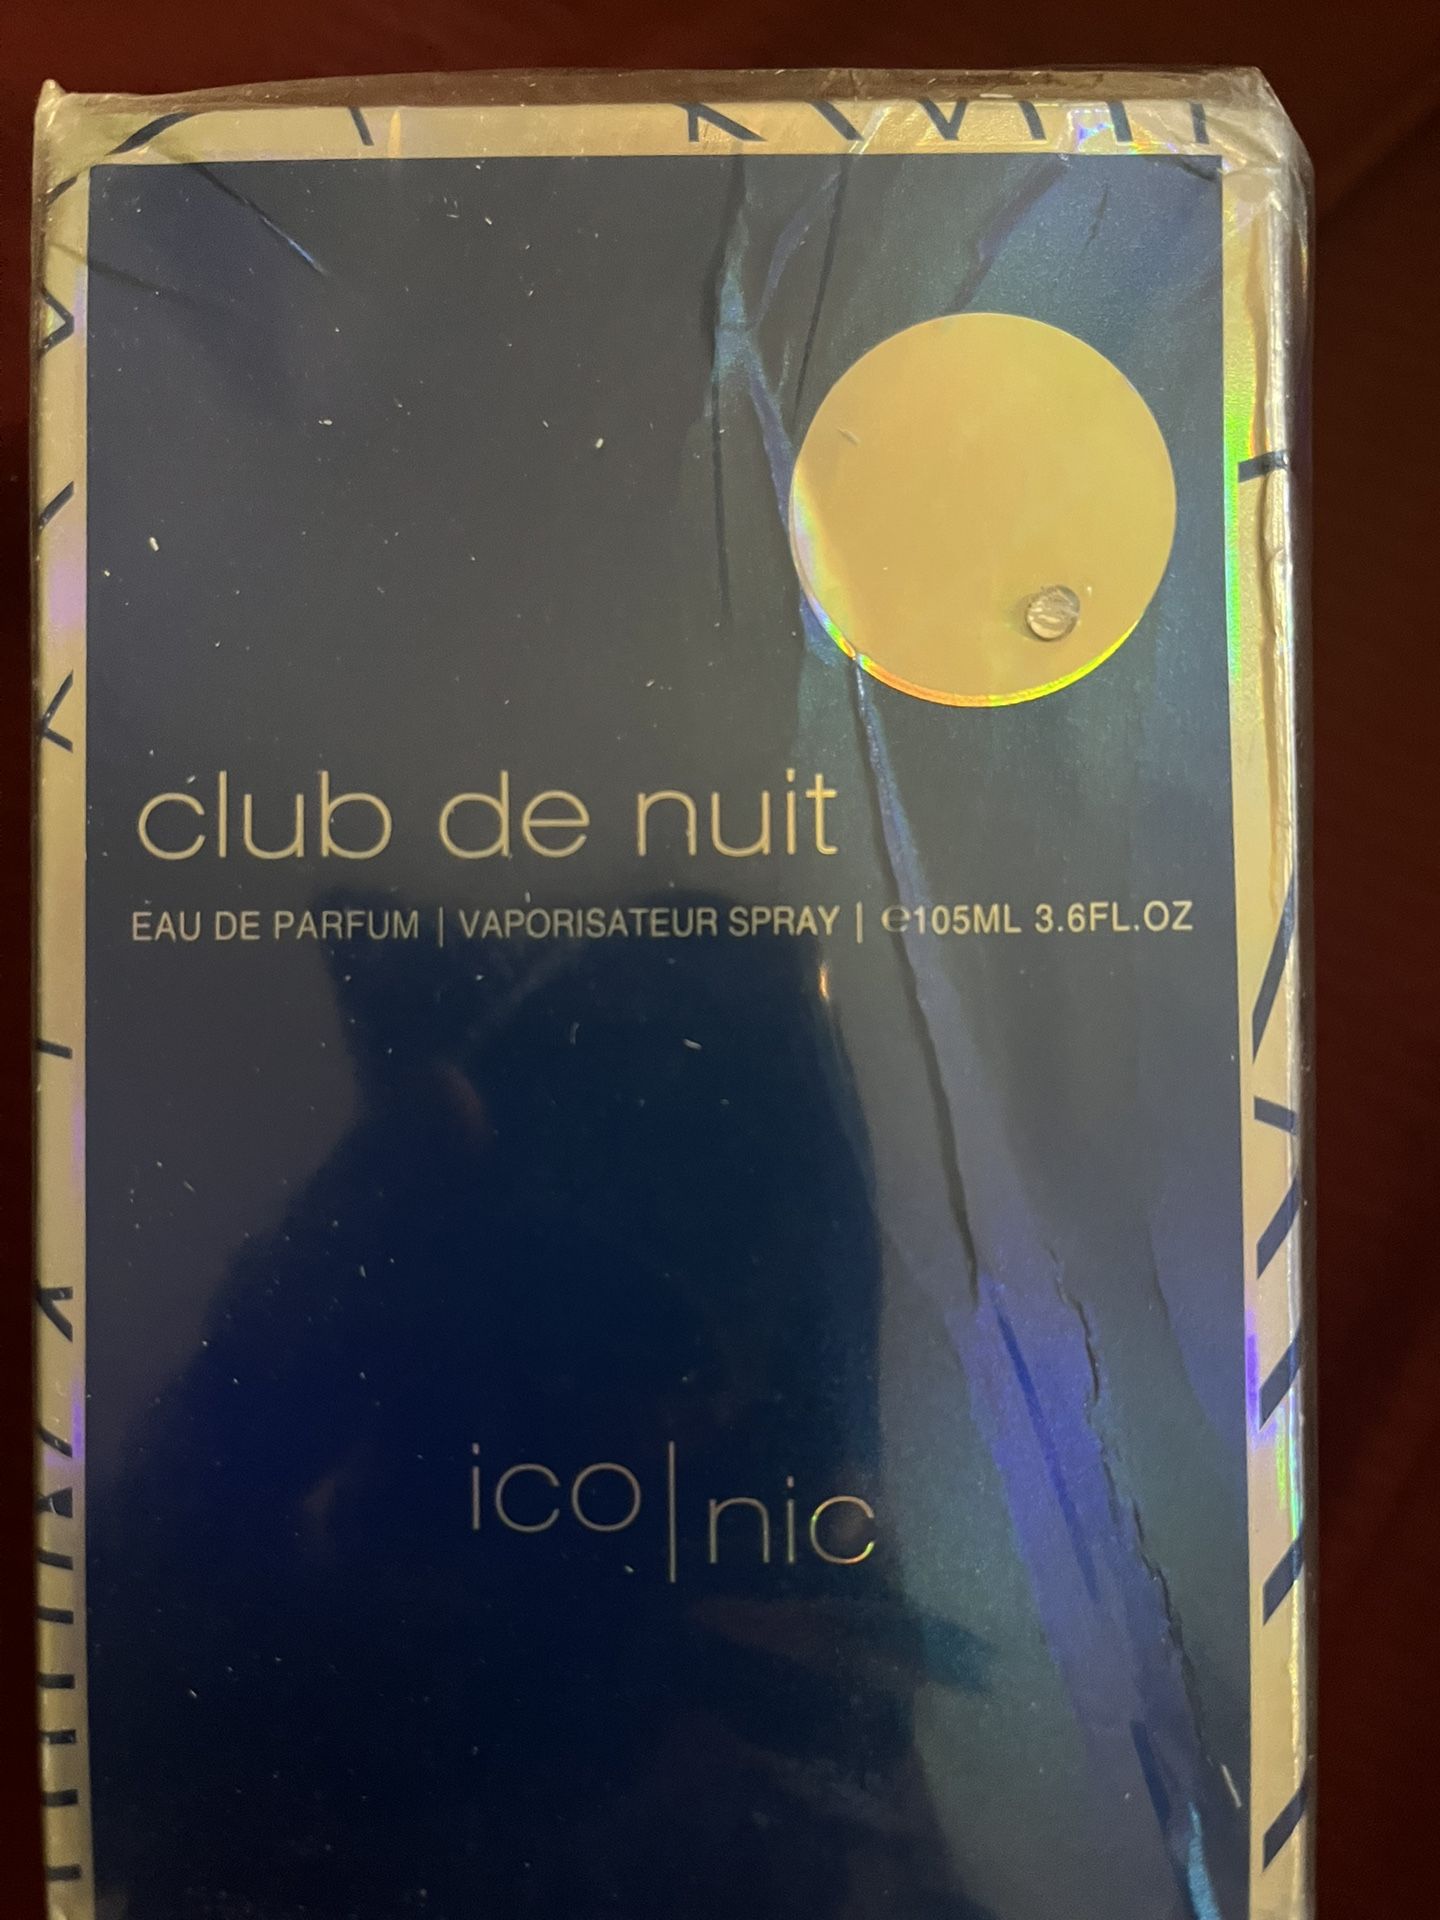 club de nuit
EAU DE PARFUM | VAPORISATEUR SPRAY | ℮105ML 3.6FL.OZ
ico|nic